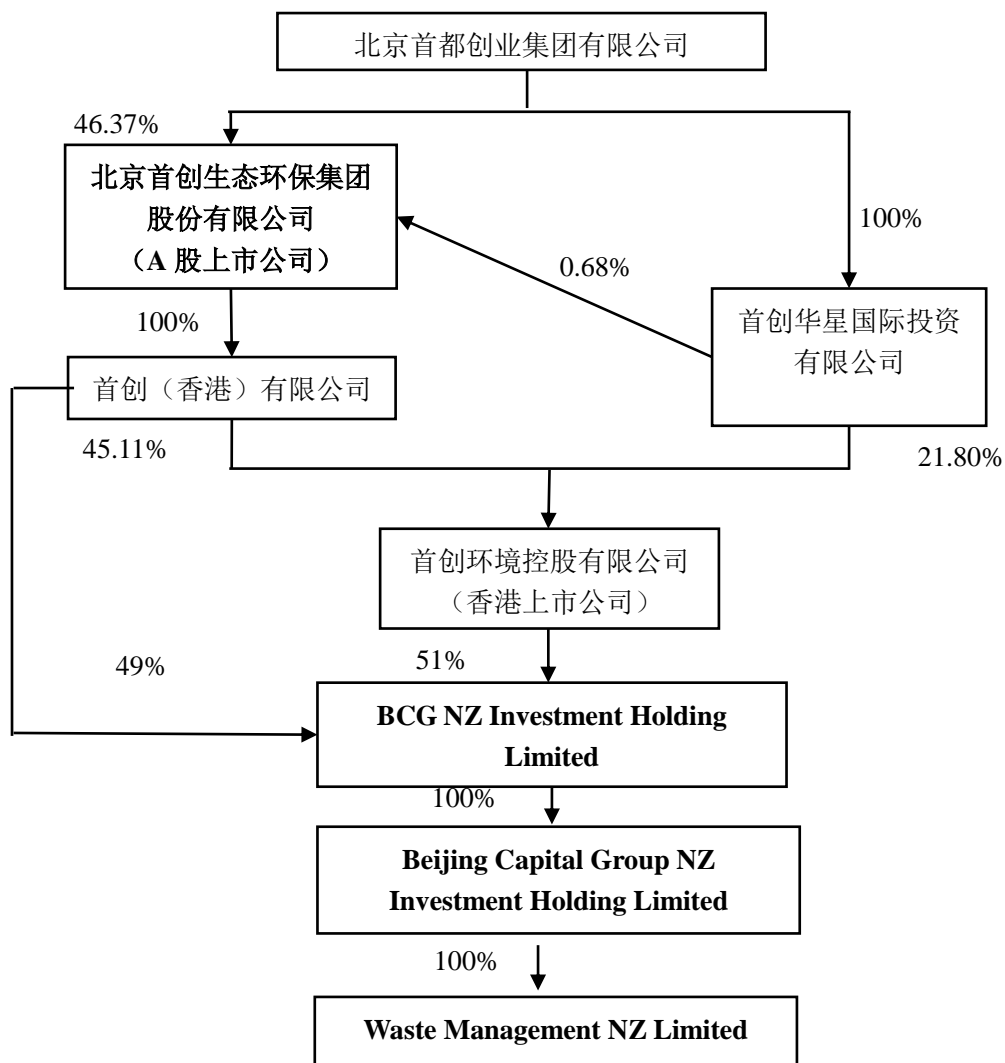 北京首都创业集团有限公司
46.37%
北京首创生态环保集团
股份有限公司
（A 股上市公司）
100%
0.68%
首创华星国际投资
有限公司
100%
首创（香港）有限公司
45.11%
21.80%
首创环境控股有限公司
（香港上市公司）
49%
51%
BCG NZ Investment Holding
Limited
100%
Beijing Capital Group NZ
Investment Holding Limited
100%
Waste Management NZ Limited